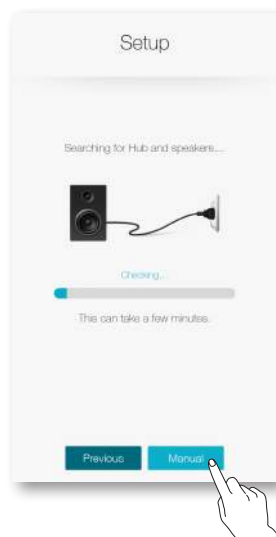 Setup
Searching for Hub and speakers....
Checking...
This can take a few minutes.
Previous
Manual